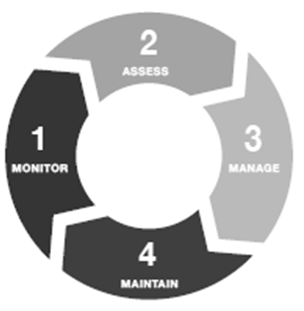 1
MONITOR
2
ASSESS
3
MANAGE
4
MAINTAIN